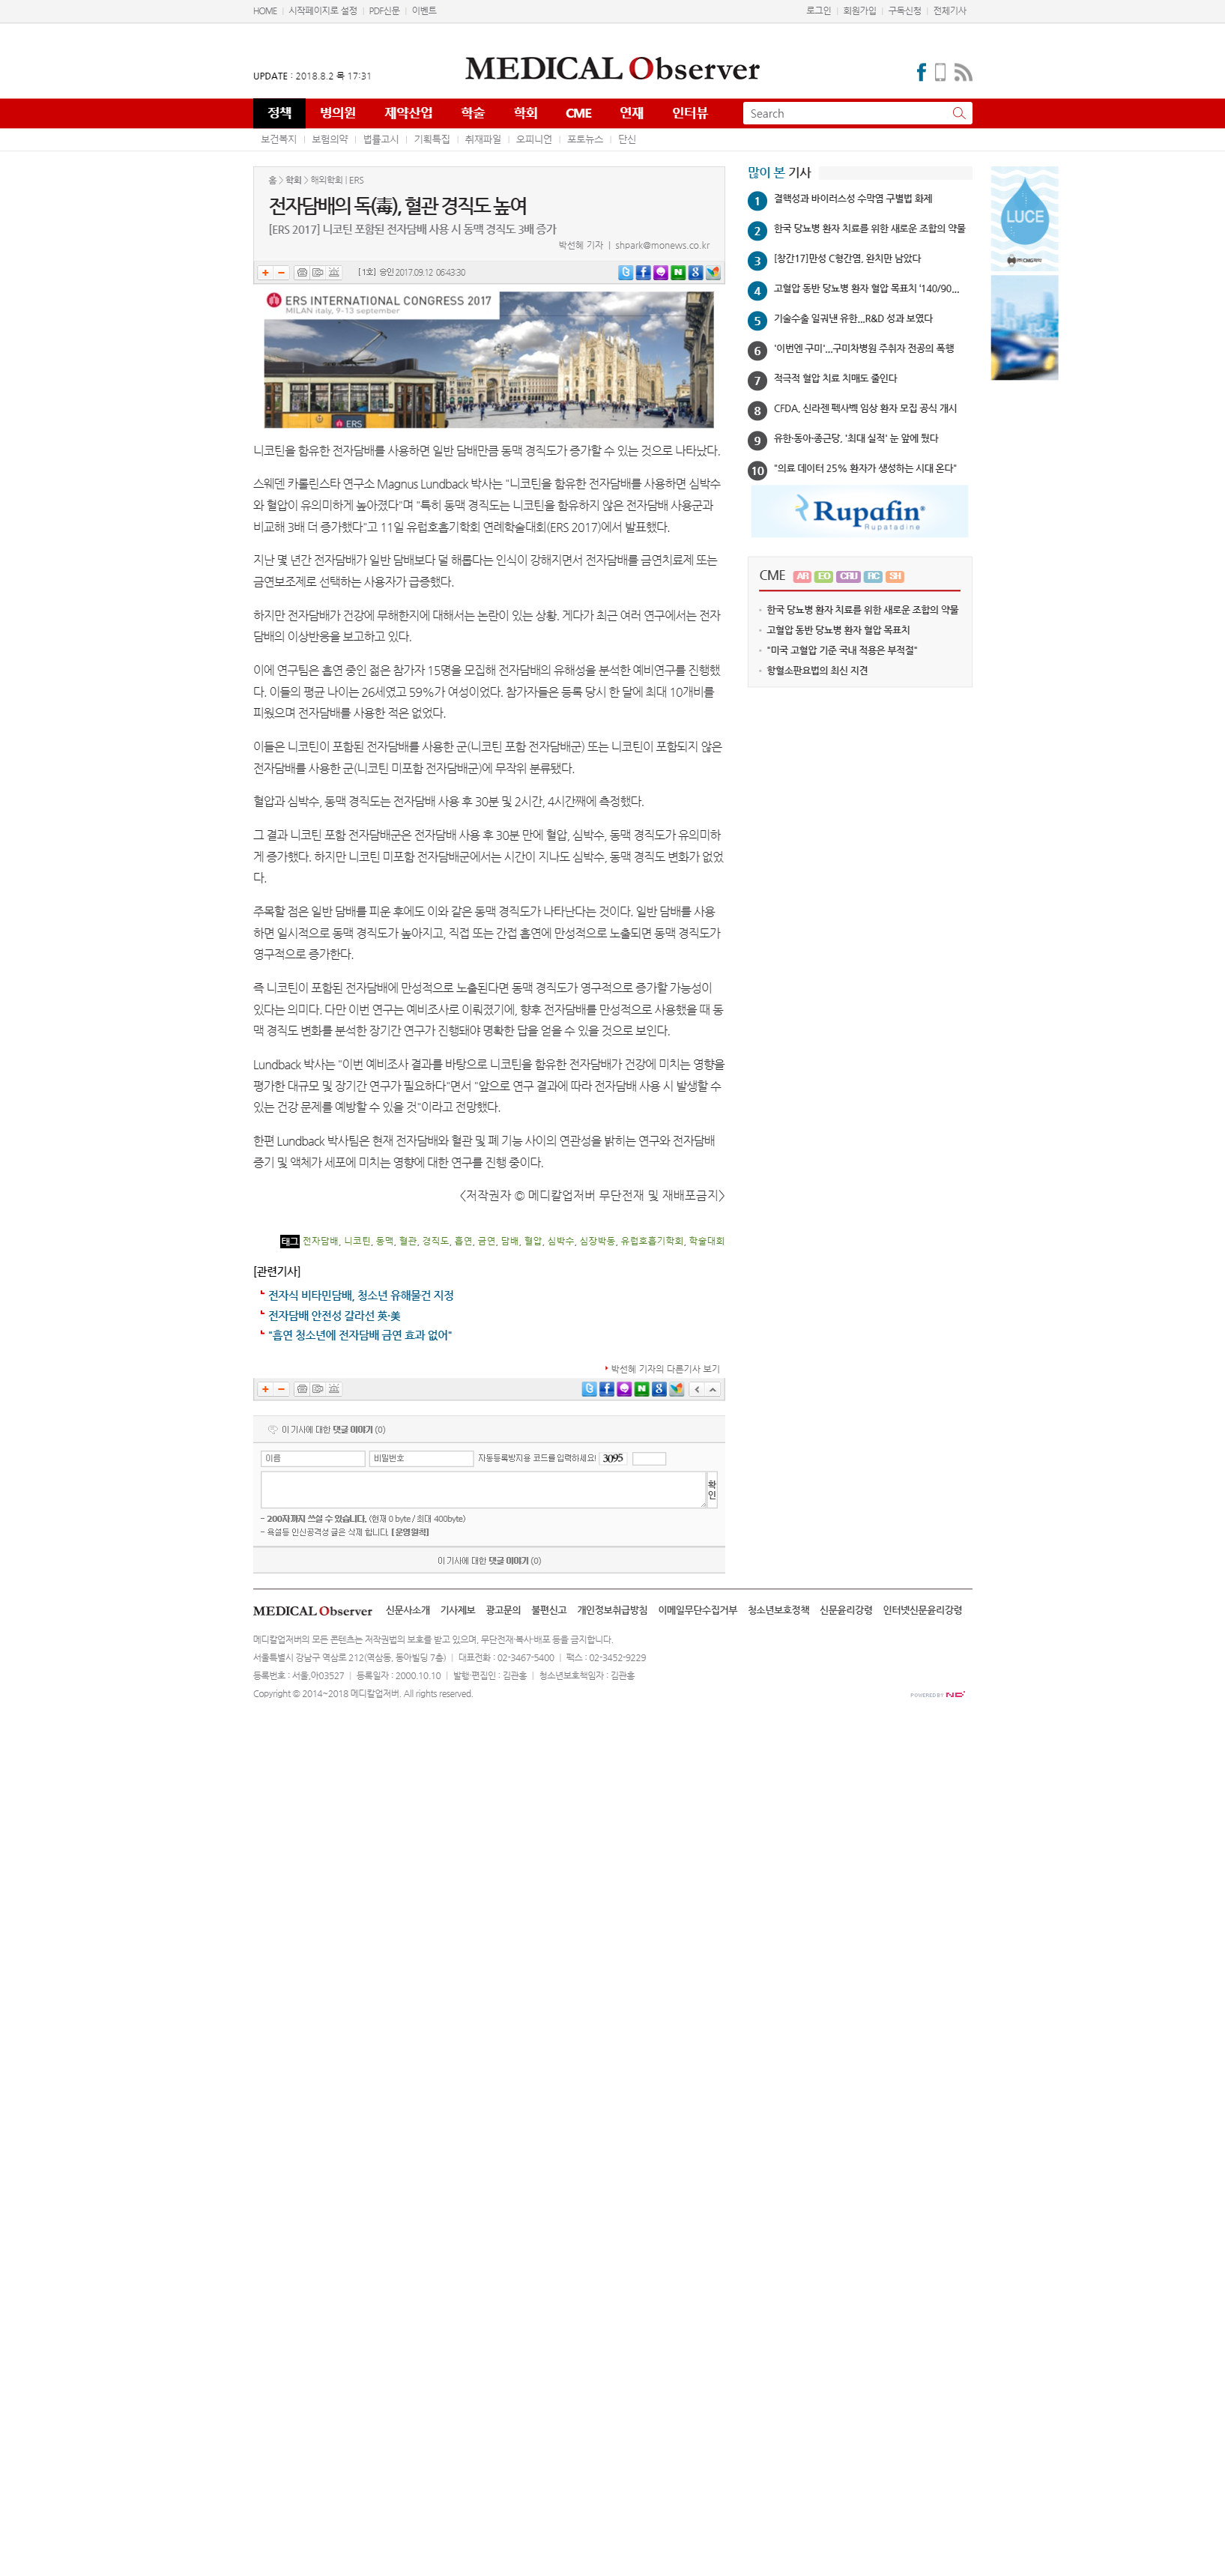 HOME | 시작페이지로 설정 | PDF신문 | 이벤트
로그인 | 회원가입 | 구독신청 | 전체기사
UPDATE : 2018.8.2 목 17:31
MEDICAL Observer
정책 병의원 제약산업 학술 학회 CME 연재 인터뷰
Search
보건복지 | 보험의약 | 법률고시 | 기획특집 | 취재파일 | 오피니언 | 포토뉴스 | 단신
홈 > 학회 > 해외학회 | ERS
전자담배의 독(毒), 혈관 경직도 높여
[ERS 2017] 니코틴 포함된 전자담배 사용 시 동맥 경직도 3배 증가
박선혜 기자 | shpark@monews.co.kr
[1호] 승인 2017.09.12 06:43:30
ERS INTERNATIONAL CONGRESS 2017
MILAN italy, 9-13 september
ERS
니코틴을 함유한 전자담배를 사용하면 일반 담배만큼 동맥 경직도가 증가할 수 있는 것으로 나타났다.
스웨덴 카롤린스타 연구소 Magnus Lundback 박사는 "니코틴을 함유한 전자담배를 사용하면 심박수
와 혈압이 유의미하게 높아졌다"며 "특히 동맥 경직도는 니코틴을 함유하지 않은 전자담배 사용군과
비교해 3배 더 증가했다"고 11일 유럽호흡기학회 연례학술대회(ERS 2017)에서 발표했다.
지난 몇 년간 전자담배가 일반 담배보다 덜 해롭다는 인식이 강해지면서 전자담배를 금연치료제 또는
금연보조제로 선택하는 사용자가 급증했다.
하지만 전자담배가 건강에 무해한지에 대해서는 논란이 있는 상황. 게다가 최근 여러 연구에서는 전자
담배의 이상반응을 보고하고 있다.
이에 연구팀은 흡연 중인 젊은 참가자 15명을 모집해 전자담배의 유해성을 분석한 예비연구를 진행했
다. 이들의 평균 나이는 26세였고 59%가 여성이었다. 참가자들은 등록 당시 한 달에 최대 10개비를
피웠으며 전자담배를 사용한 적은 없었다.
이들은 니코틴이 포함된 전자담배를 사용한 군(니코틴 포함 전자담배군) 또는 니코틴이 포함되지 않은
전자담배를 사용한 군(니코틴 미포함 전자담배군)에 무작위 분류됐다.
혈압과 심박수, 동맥 경직도는 전자담배 사용 후 30분 및 2시간, 4시간째에 측정했다.
그 결과 니코틴 포함 전자담배군은 전자담배 사용 후 30분 만에 혈압, 심박수, 동맥 경직도가 유의미하
게 증가했다. 하지만 니코틴 미포함 전자담배군에서는 시간이 지나도 심박수, 동맥 경직도 변화가 없었
다.
주목할 점은 일반 담배를 피운 후에도 이와 같은 동맥 경직도가 나타난다는 것이다. 일반 담배를 사용
하면 일시적으로 동맥 경직도가 높아지고, 직접 또는 간접 흡연에 만성적으로 노출되면 동맥 경직도가
영구적으로 증가한다.
즉 니코틴이 포함된 전자담배에 만성적으로 노출된다면 동맥 경직도가 영구적으로 증가할 가능성이
있다는 의미다. 다만 이번 연구는 예비조사로 이뤄졌기에, 향후 전자담배를 만성적으로 사용했을 때 동
맥 경직도 변화를 분석한 장기간 연구가 진행돼야 명확한 답을 얻을 수 있을 것으로 보인다.
Lundback 박사는 "이번 예비조사 결과를 바탕으로 니코틴을 함유한 전자담배가 건강에 미치는 영향을
평가한 대규모 및 장기간 연구가 필요하다"면서 "앞으로 연구 결과에 따라 전자담배 사용 시 발생할 수
있는 건강 문제를 예방할 수 있을 것"이라고 전망했다.
한편 Lundback 박사팀은 현재 전자담배와 혈관 및 폐 기능 사이의 연관성을 밝히는 연구와 전자담배
증기 및 액체가 세포에 미치는 영향에 대한 연구를 진행 중이다.
<저작권자 © 메디칼업저버 무단전재 및 재배포금지>
태그 전자담배, 니코틴, 동맥, 혈관, 경직도, 흡연, 금연, 담배, 혈압, 심박수, 심장박동, 유럽호흡기학회, 학술대회
[관련기사]
전자식 비타민담배, 청소년 유해물건 지정
전자담배 안전성 갈라선 英·美
"흡연 청소년에 전자담배 금연 효과 없어"
박선혜 기자의 다른기사 보기
이 기사에 대한 댓글 이야기 (0)
이름 비밀번호 자동등록방지용 코드를 입력하세요! 3095
확인
- 200자까지 쓰실 수 있습니다. (현재 0 byte / 최대 400byte)
- 욕설등 인신공격성 글은 삭제 합니다. [운영원칙]
이 기사에 대한 댓글 이야기 (0)
많이 본 기사
1 결핵성과 바이러스성 수막염 구별법 화제
2 한국 당뇨병 환자 치료를 위한 새로운 조합의 약물
3 [창간17]만성 C형간염, 완치만 남았다
4 고혈압 동반 당뇨병 환자 혈압 목표치 '140/90...
5 기술수출 일궈낸 유한...R&D 성과 보였다
6 '이번엔 구미'...구미차병원 주취자 전공의 폭행
7 적극적 혈압 치료 치매도 줄인다
8 CFDA, 신라젠 펙사벡 임상 환자 모집 공식 개시
9 유한·동아·종근당, '최대 실적' 눈 앞에 뒀다
10 "의료 데이터 25% 환자가 생성하는 시대 온다"
Rupafin
Rupatadine
CME AR EO CRU RC SH
한국 당뇨병 환자 치료를 위한 새로운 조합의 약물
고혈압 동반 당뇨병 환자 혈압 목표치
"미국 고혈압 기준 국내 적용은 부적절"
항혈소판요법의 최신 지견
LUCE
MEDICAL Observer 신문사소개 기사제보 광고문의 불편신고 개인정보취급방침 이메일무단수집거부 청소년보호정책 신문윤리강령 인터넷신문윤리강령
메디칼업저버의 모든 콘텐츠는 저작권법의 보호를 받고 있으며, 무단전재·복사·배포 등을 금지합니다.
서울특별시 강남구 역삼로 212(역삼동, 동아빌딩 7층) | 대표전화 : 02-3467-5400 | 팩스 : 02-3452-9229
등록번호 : 서울,아03527 | 등록일자 : 2000.10.10 | 발행·편집인 : 김관홍 | 청소년보호책임자 : 김관홍
Copyright © 2014~2018 메디칼업저버. All rights reserved.
POWERED BY ND